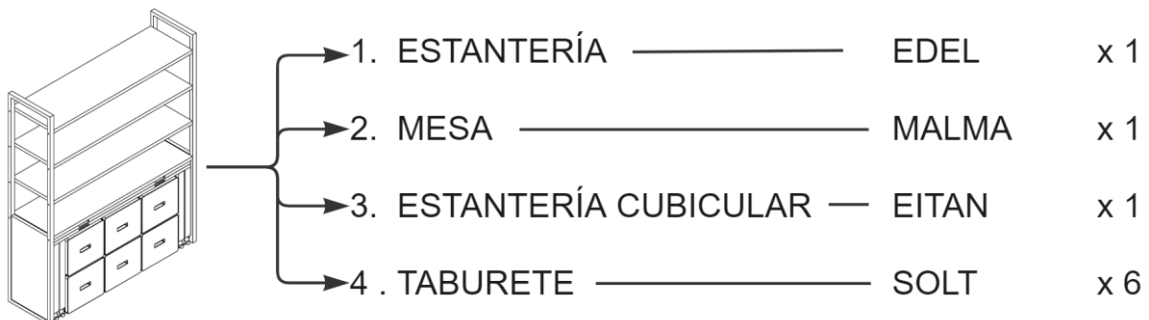 1. ESTANTERÍA EDEL x 1
2. MESA MALMA x 1
3. ESTANTERÍA CUBICULAR EITAN x 1
4 . TABURETE SOLT x 6